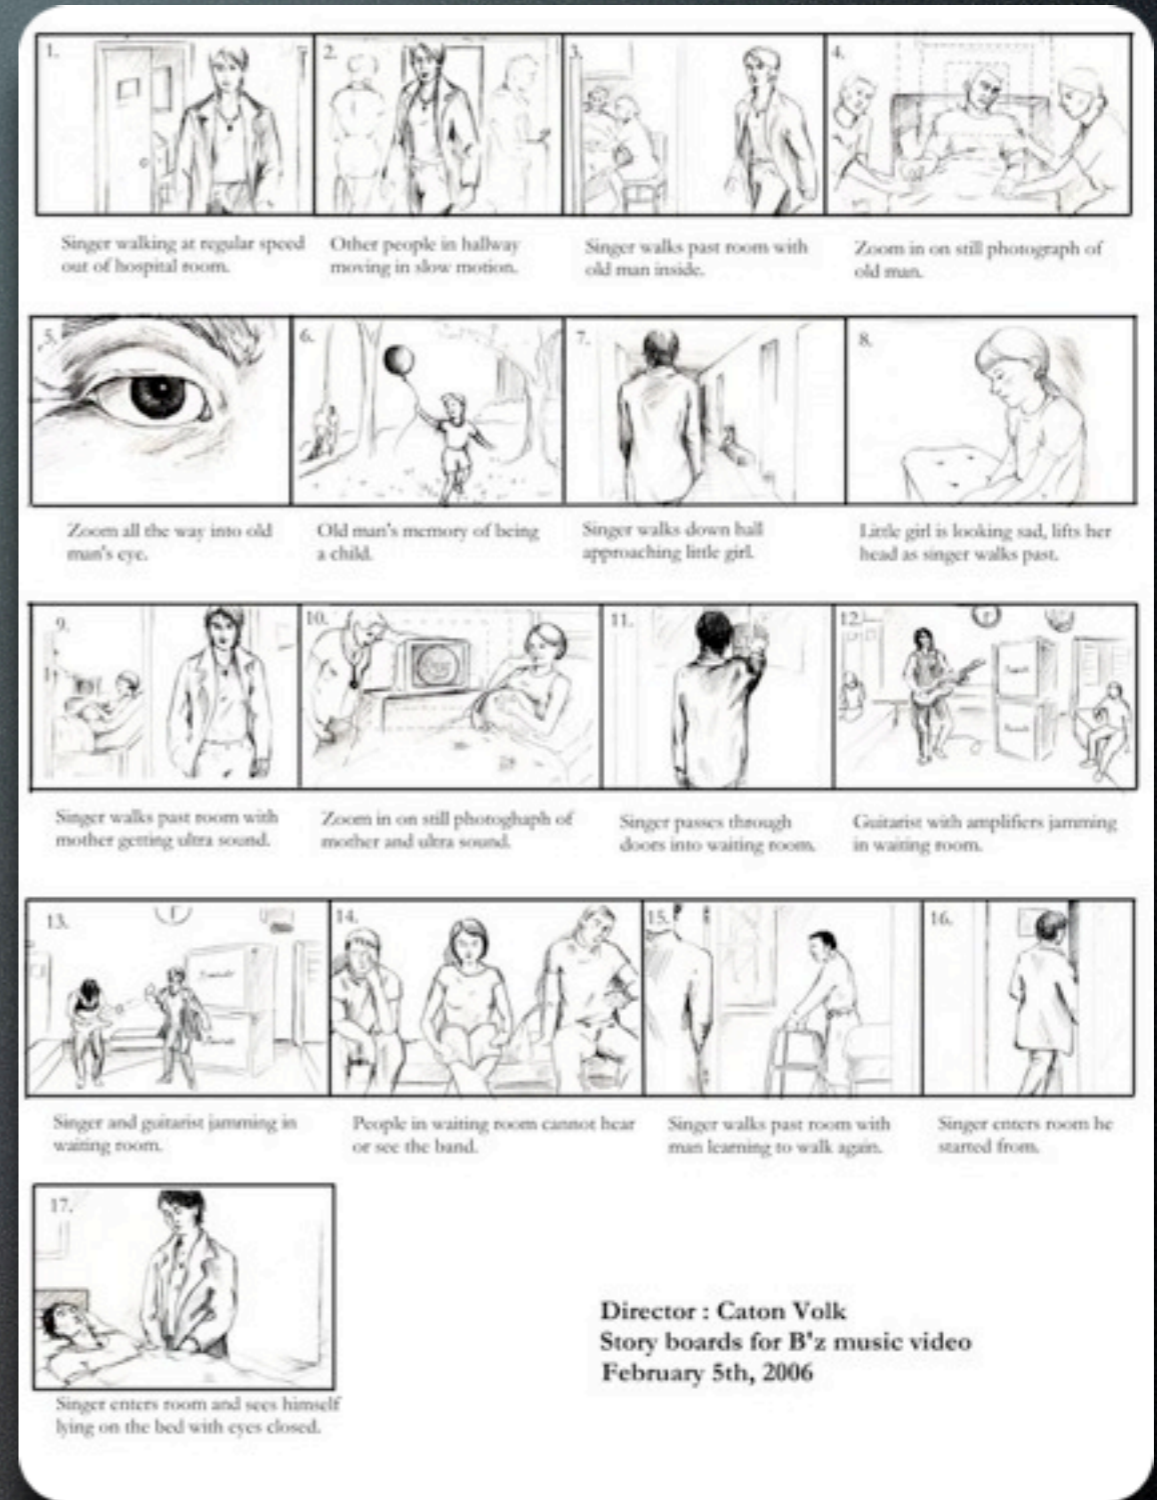 1.
2.
3.
4.
Singer walking at regular speed
out of hospital room.
Other people in hallway
moving in slow motion.
Singer walks past room with
old man inside.
Zoom in on still photograph of
old man.
5.
6.
7.
8.
Zoom all the way into old
man's eye.
Old man's memory of being
a child.
Singer walks down hall
approaching little girl.
Little girl is looking sad, lifts her
head as singer walks past.
9.
10.
11.
12.
Singer walks past room with
mother getting ultra sound.
Zoom in on still photoghaph of
mother and ultra sound.
Singer passes through
doors into waiting room.
Guitarist with amplifiers jamming
in waiting room.
13.
14.
15.
16.
Singer and guitarist jamming in
waiting room.
People in waiting room cannot hear
or see the band.
Singer walks past room with
man learning to walk again.
Singer enters room he
started from.
17.
Singer enters room and sees himself
lying on the bed with eyes closed.
Director : Caton Volk
Story boards for B'z music video
February 5th, 2006